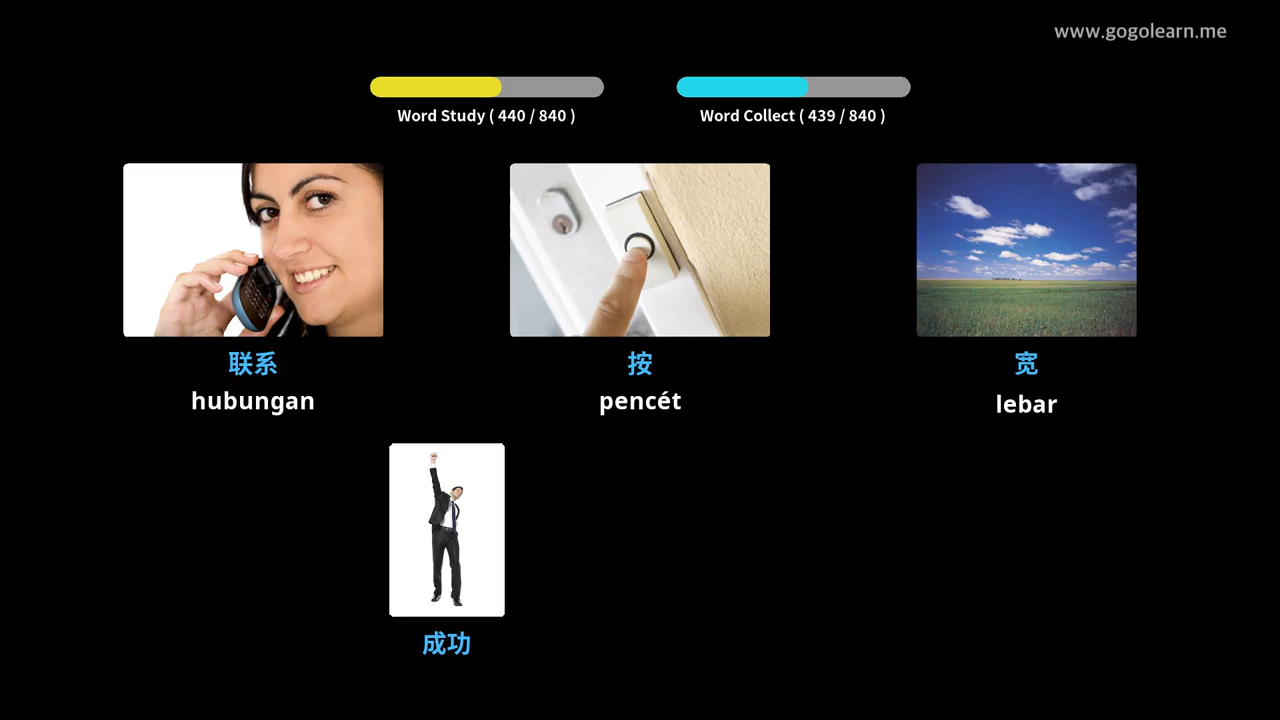 www.gogolearn.me
Word Study ( 440 / 840 )
Word Collect ( 439 / 840 )
联系
hubungan
按
pencét
宽
lebar
成功